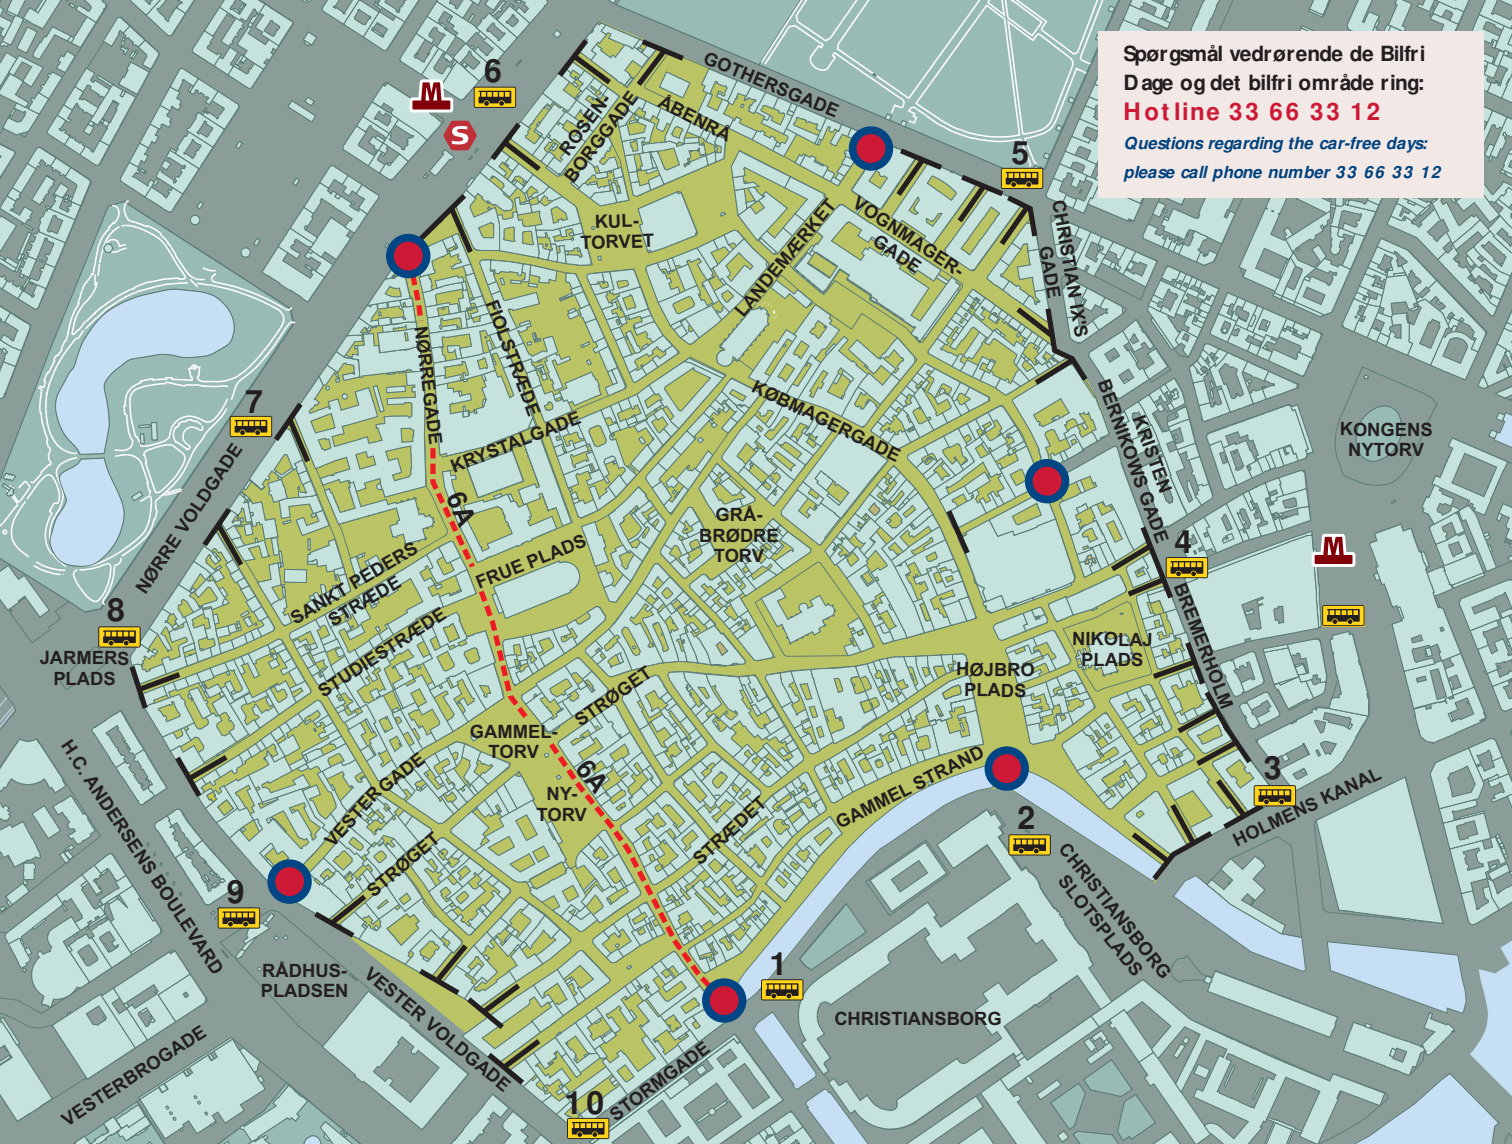 Spørgsmål vedrørende de Bilfri
Dage og det bilfri område ring:
Hotline 33 66 33 12
Questions regarding the car-free days:
please call phone number 33 66 33 12
GOTHERSGADE
6
M
S
ROSEN-
BORGGADE
ÅBENRÅ
5
KUL-
TORVET
LANDEMÆRKET
VOGNMAGER-
GADE
CHRISTIAN IX'S
GADE
NØRREGADE
FIOLSTRÆDE
KRYSTALGADE
KØBMAGERGADE
BERNIKOWS GADE
KRISTEN
KONGENS
NYTORV
7
NØRRE VOLDGADE
6A
GRÅ-
BRØDRE
TORV
4
M
FRUE PLADS
SANKT PEDERS
STRÆDE
STUDIESTRÆDE
8
JARMERS
PLADS
BREMERHOLM
NIKOLAJ
PLADS
HØJBRO
PLADS
STRØGET
GAMMEL-
TORV
6A
NY-
TORV
VESTERGADE
STRØGET
STRÆDET
GAMMEL STRAND
3
HOLMENS KANAL
2
CHRISTIANSBORG
SLOTSPLADS
H.C. ANDERSENS BOULEVARD
9
RÅDHUS-
PLADSEN
VESTER VOLDGADE
1
CHRISTIANSBORG
VESTERBROGADE
10
STORMGADE